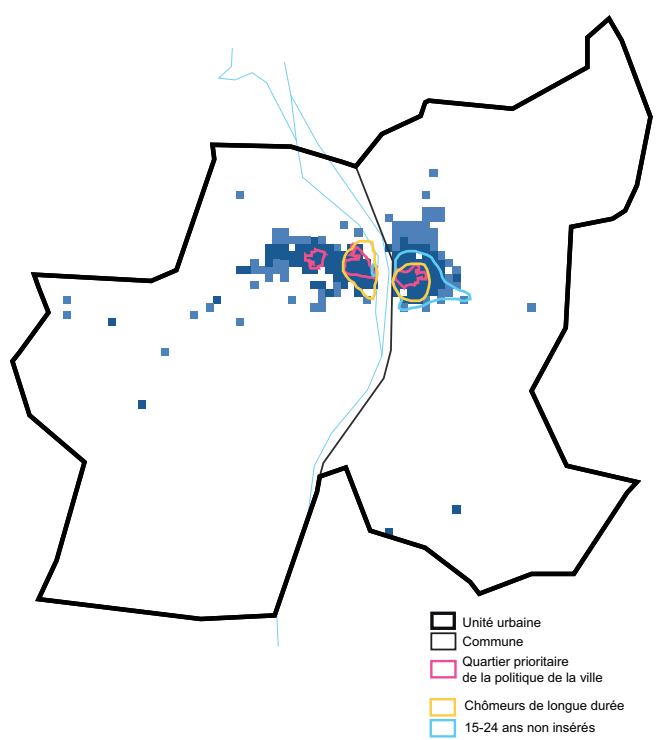 Unité urbaine
Commune
Quartier prioritaire
de la politique de la ville
Chômeurs de longue durée
15-24 ans non insérés